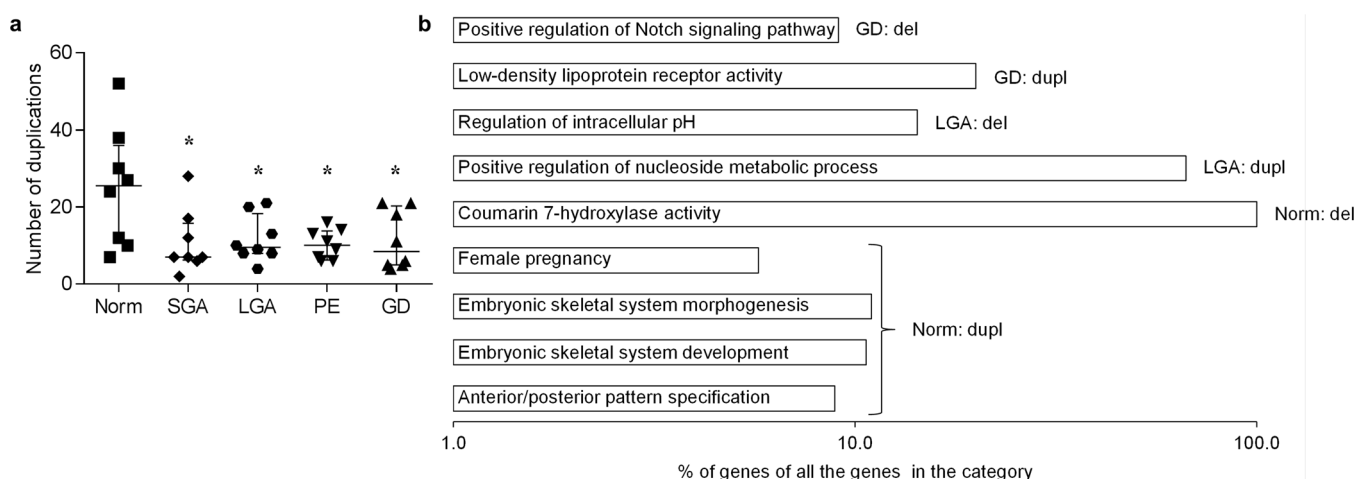 a
Number of duplications
60
40
20
0
*
*
*
*
Norm
SGA
LGA
PE
GD
b
Positive regulation of Notch signaling pathway
GD: del
Low-density lipoprotein receptor activity
GD: dupl
Regulation of intracellular pH
LGA: del
Positive regulation of nucleoside metabolic process
LGA: dupl
Coumarin 7-hydroxylase activity
Norm: del
Female pregnancy
Embryonic skeletal system morphogenesis
Embryonic skeletal system development
Anterior/posterior pattern specification
Norm: dupl
1.0
10.0
100.0
% of genes of all the genes in the category